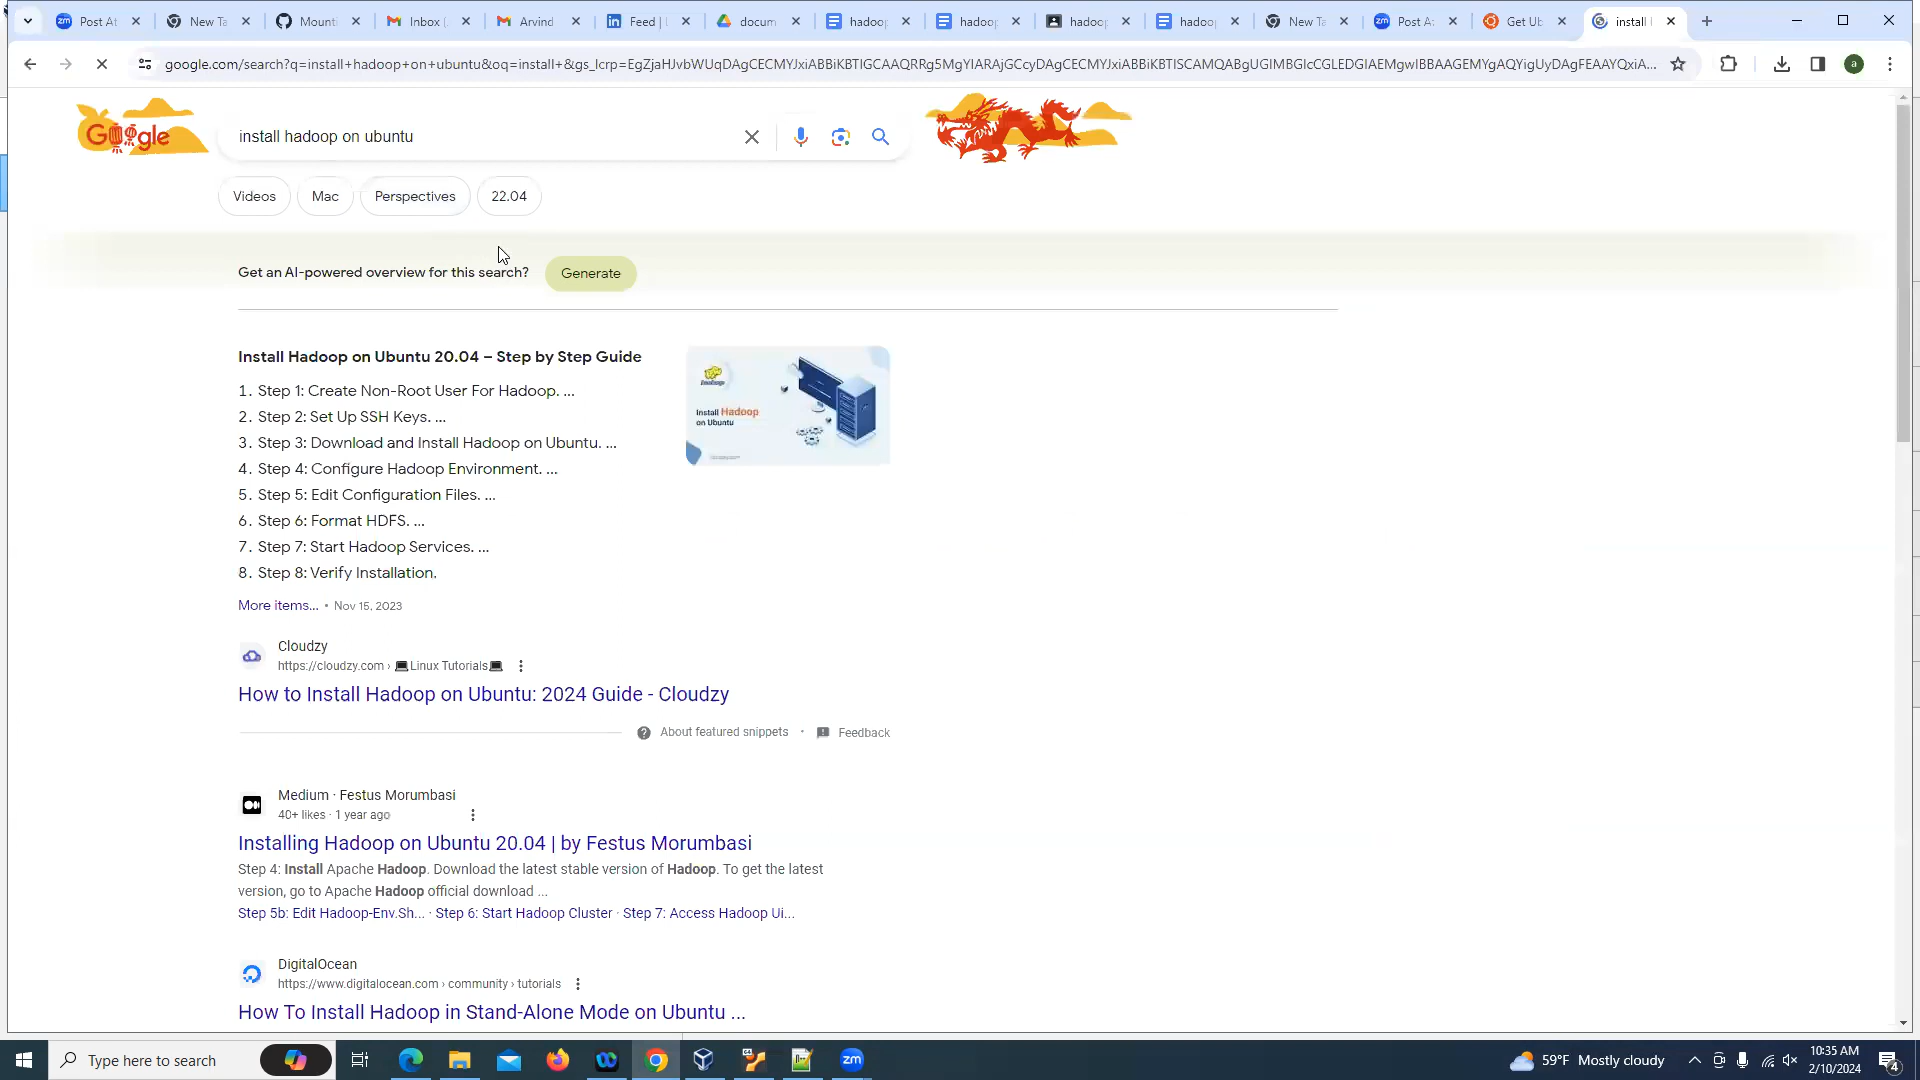 Post At
New Ta
Mounti
Inbox (
Arvind
Feed | L
docum
hadoop
hadoop
hadoop
hadoop
New Ta
Post At
Get Ub
install
google.com/search?q=install+hadoop+on+ubuntu&oq=install+&gs_lcrp=EgZjaHJvbWUqDAgCECMYJxiABBiKBTIGCAAQRRg5MgYIARAjGCcyDAgCECMYJxiABBiKBTISCAMQABgUGIMBGIcCGLEDGIAEMgwIBBAAGEMYgAQYigUyDAgFEAAYQxiA...
a
Google
install hadoop on ubuntu
Videos
Mac
Perspectives
22.04
Get an AI-powered overview for this search?
Generate
Install Hadoop on Ubuntu 20.04 – Step by Step Guide
1. Step 1: Create Non-Root User For Hadoop. ...
2. Step 2: Set Up SSH Keys. ...
3. Step 3: Download and Install Hadoop on Ubuntu. ...
4. Step 4: Configure Hadoop Environment. ...
5. Step 5: Edit Configuration Files. ...
6. Step 6: Format HDFS. ...
7. Step 7: Start Hadoop Services. ...
8. Step 8: Verify Installation.
Install Hadoop
on Ubuntu
More items... • Nov 15, 2023
Cloudzy
https://cloudzy.com › 💻Linux Tutorials💻
How to Install Hadoop on Ubuntu: 2024 Guide - Cloudzy
About featured snippets • Feedback
Medium · Festus Morumbasi
40+ likes · 1 year ago
Installing Hadoop on Ubuntu 20.04 | by Festus Morumbasi
Step 4: Install Apache Hadoop. Download the latest stable version of Hadoop. To get the latest
version, go to Apache Hadoop official download ...
Step 5b: Edit Hadoop-Env.Sh... · Step 6: Start Hadoop Cluster · Step 7: Access Hadoop Ui...
DigitalOcean
https://www.digitalocean.com › community › tutorials
How To Install Hadoop in Stand-Alone Mode on Ubuntu ...
Type here to search
zm
59°F Mostly cloudy
10:35 AM
2/10/2024
4